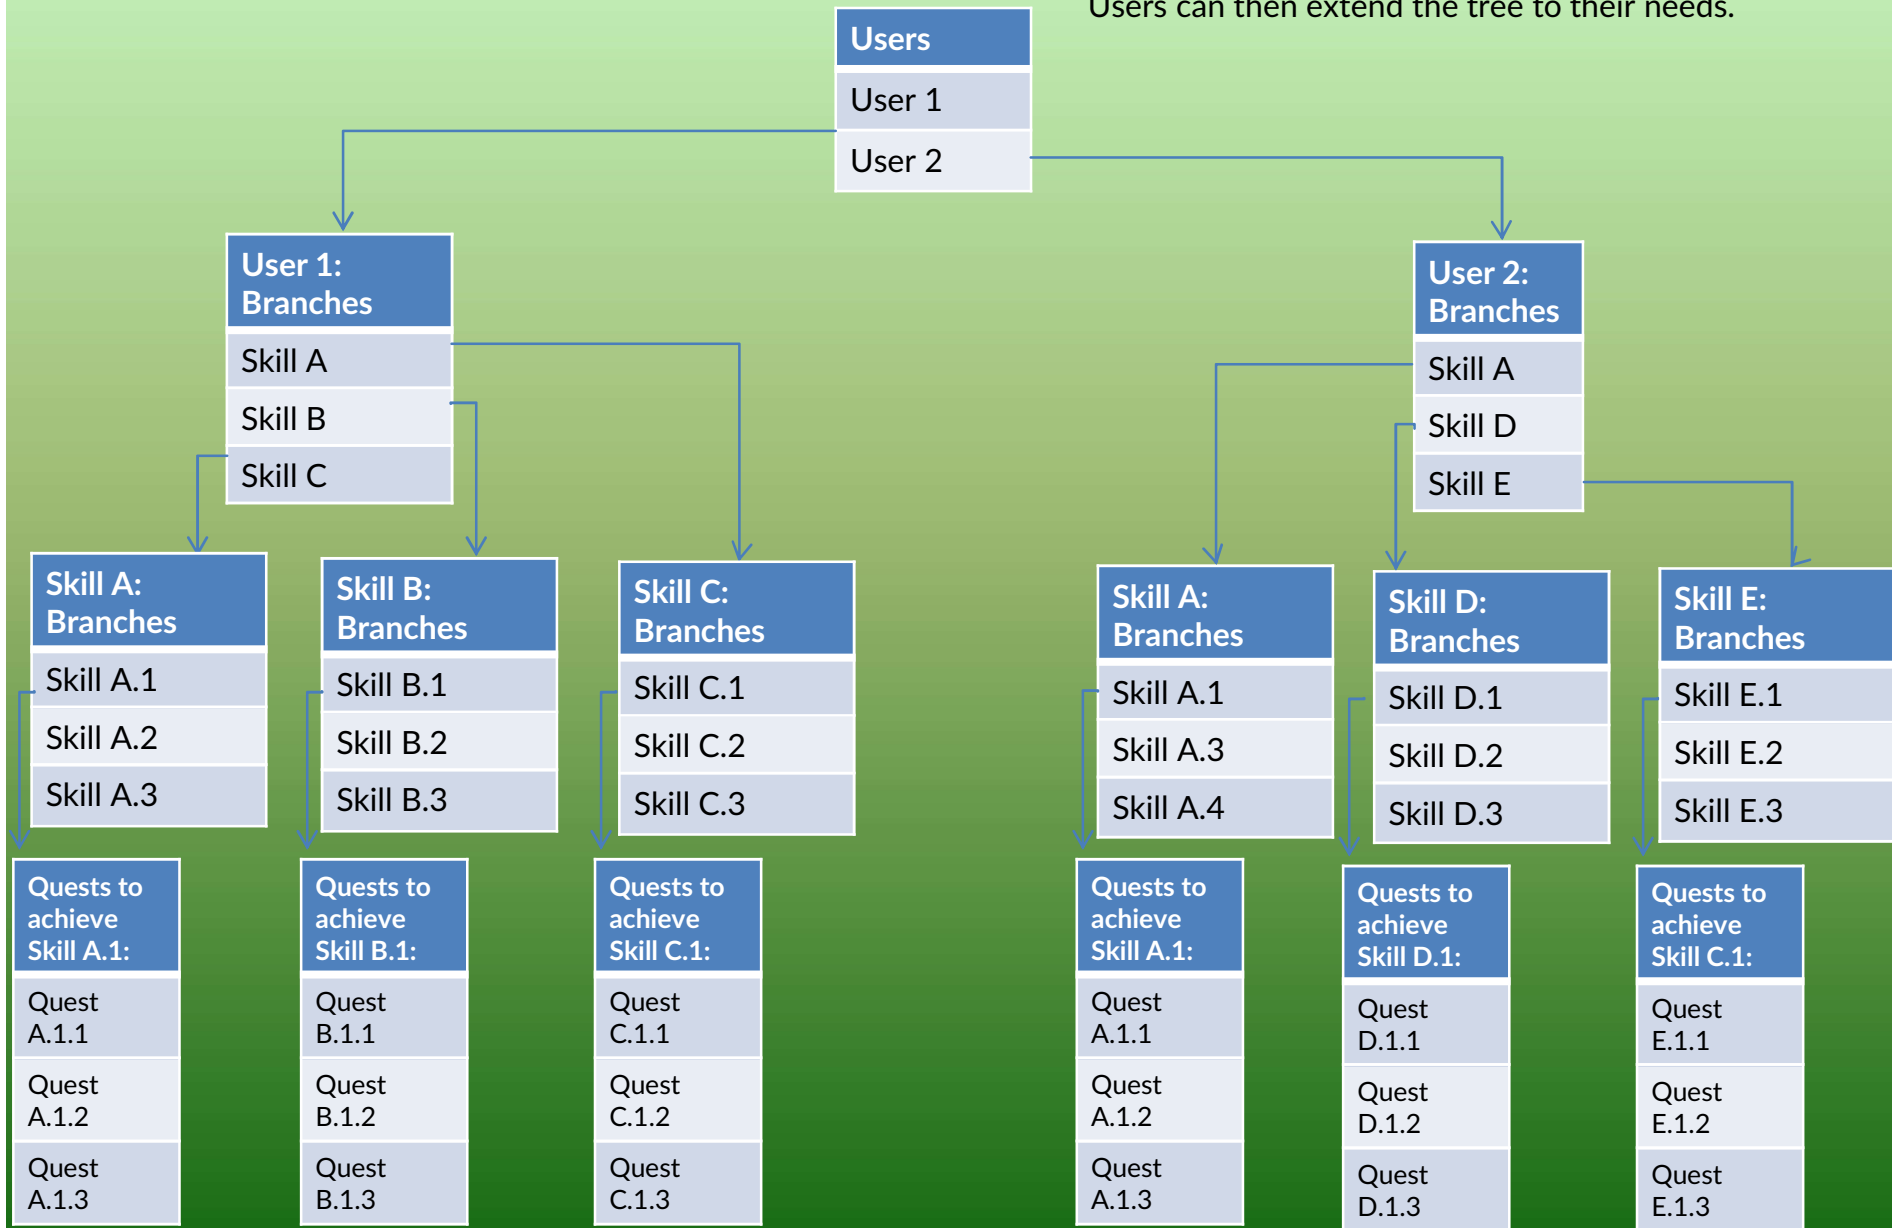 Users can then extend the tree to their needs.
Users
User 1
User 2
User 1:
Branches
Skill A
Skill B
Skill C
User 2:
Branches
Skill A
Skill D
Skill E
Skill A:
Branches
Skill A.1
Skill A.2
Skill A.3
Skill B:
Branches
Skill B.1
Skill B.2
Skill B.3
Skill C:
Branches
Skill C.1
Skill C.2
Skill C.3
Skill A:
Branches
Skill A.1
Skill A.3
Skill A.4
Skill D:
Branches
Skill D.1
Skill D.2
Skill D.3
Skill E:
Branches
Skill E.1
Skill E.2
Skill E.3
Quests to
achieve
Skill A.1:
Quest
A.1.1
Quest
A.1.2
Quest
A.1.3
Quests to
achieve
Skill B.1:
Quest
B.1.1
Quest
B.1.2
Quest
B.1.3
Quests to
achieve
Skill C.1:
Quest
C.1.1
Quest
C.1.2
Quest
C.1.3
Quests to
achieve
Skill A.1:
Quest
A.1.1
Quest
A.1.2
Quest
A.1.3
Quests to
achieve
Skill D.1:
Quest
D.1.1
Quest
D.1.2
Quest
D.1.3
Quests to
achieve
Skill C.1:
Quest
E.1.1
Quest
E.1.2
Quest
E.1.3